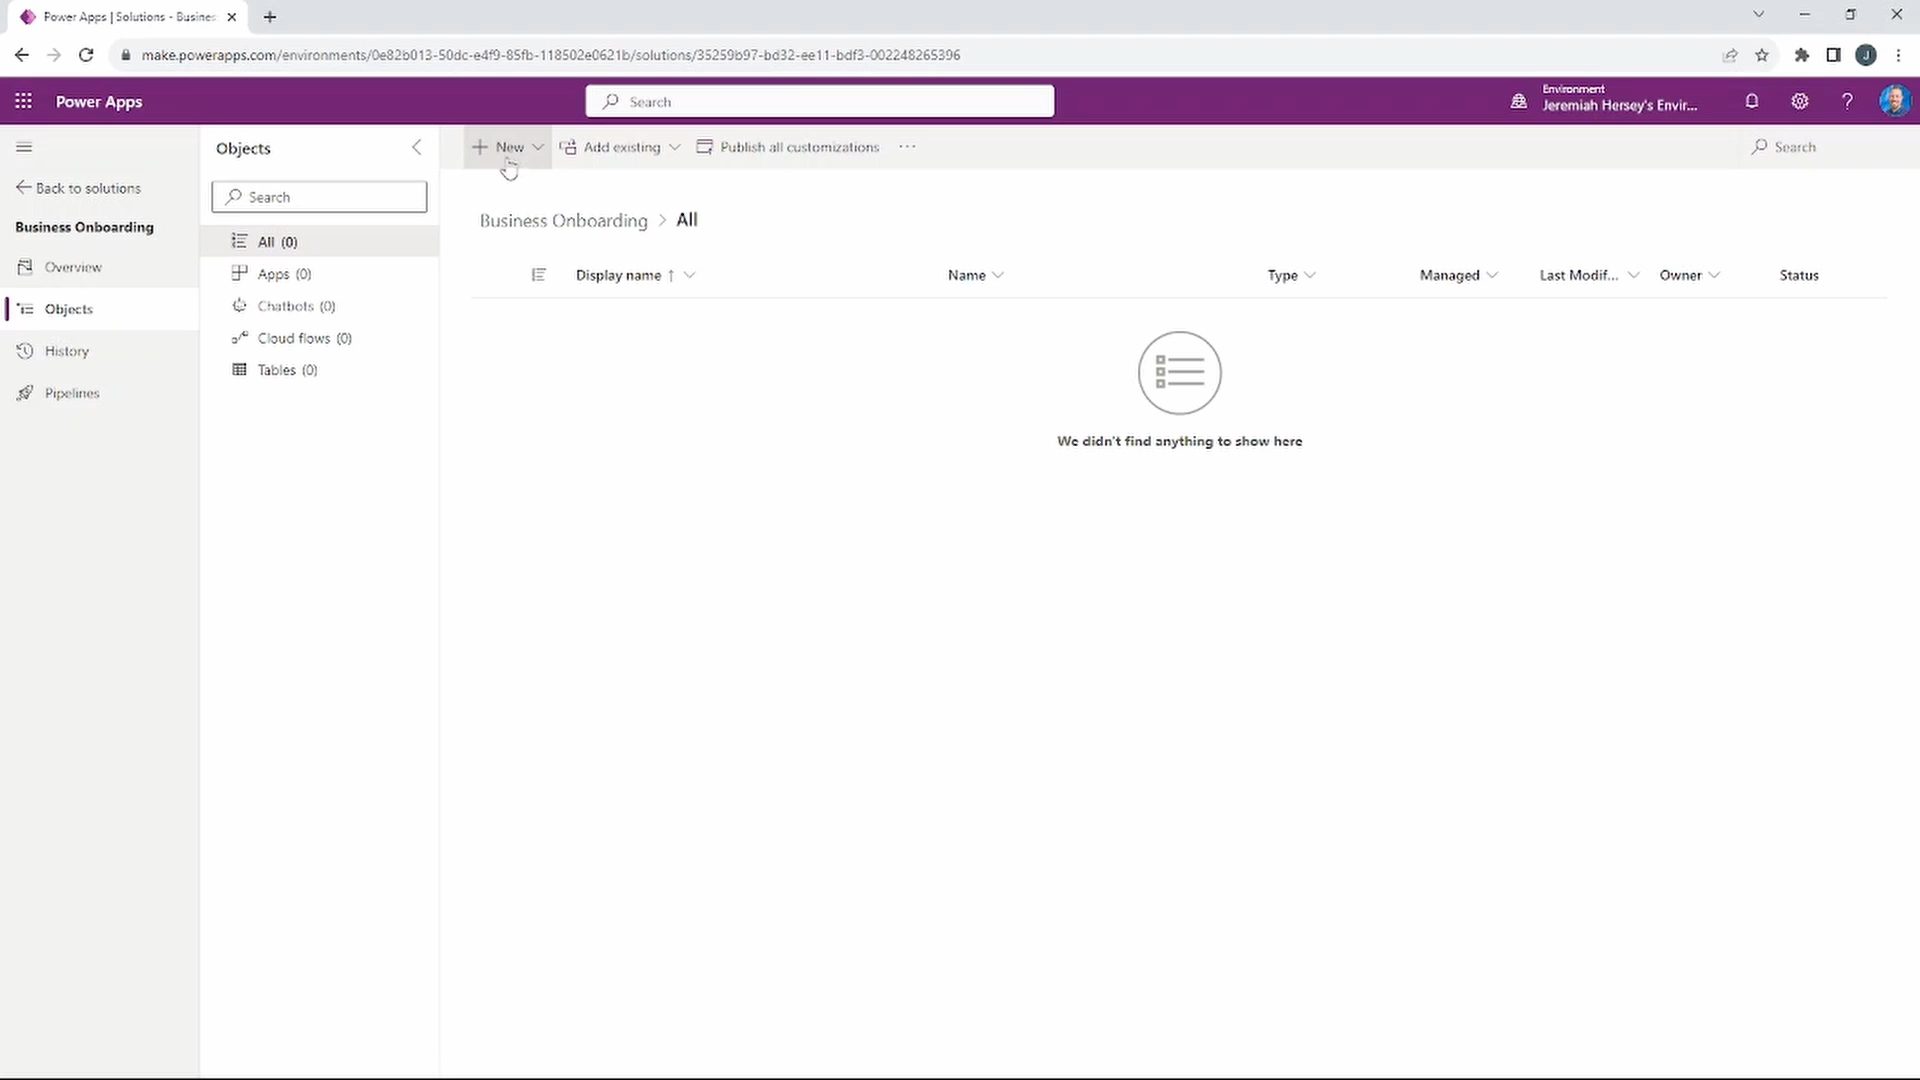 Power Apps | Solutions - Busines
make.powerapps.com/environments/0e82b013-50dc-e4f9-85fb-118502e0621b/solutions/35259b97-bd32-ee11-bdf3-002248265396
J
Power Apps
Search
Environment
Jeremiah Hersey's Envir...
?
Back to solutions
Business Onboarding
Overview
Objects
History
Pipelines
Objects
Search
All (0)
Apps (0)
Chatbots (0)
Cloud flows (0)
Tables (0)
New
Add existing
Publish all customizations
...
Search
Business Onboarding > All
Display name ↑ Name Type Managed Last Modif... Owner Status
We didn't find anything to show here